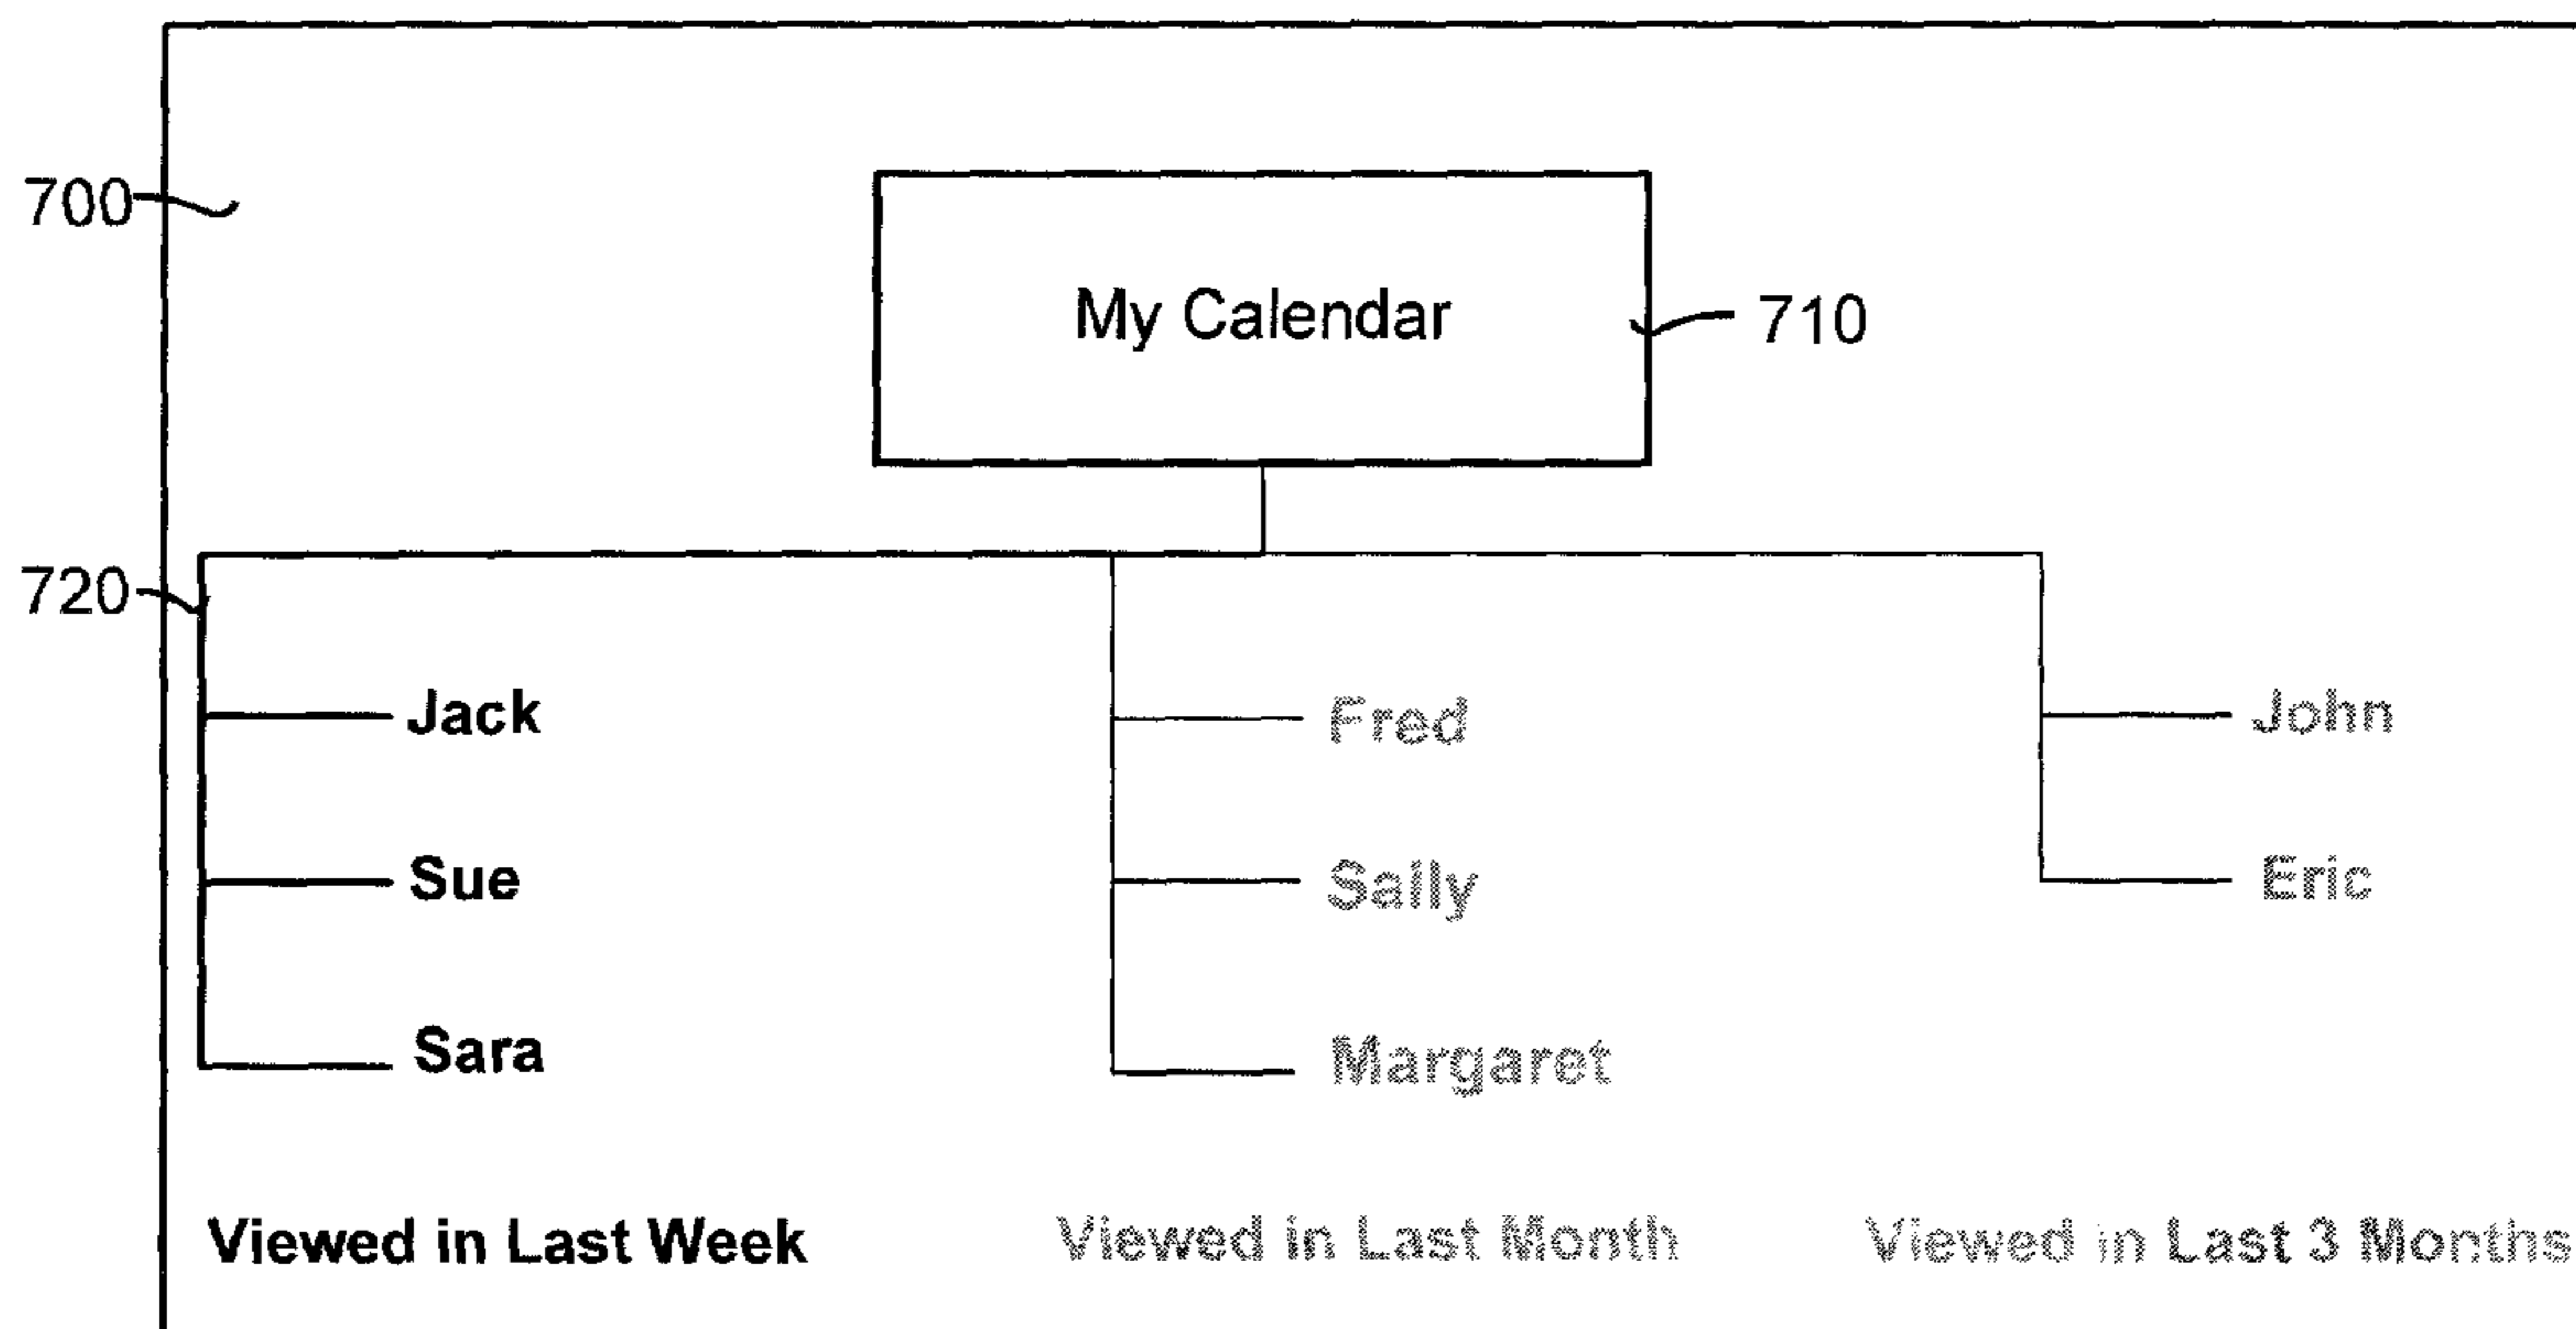 700
My Calendar
710
720
Jack
Fred
John
Sue
Sally
Eric
Sara
Margaret
Viewed in Last Week
Viewed in Last Month
Viewed in Last 3 Months